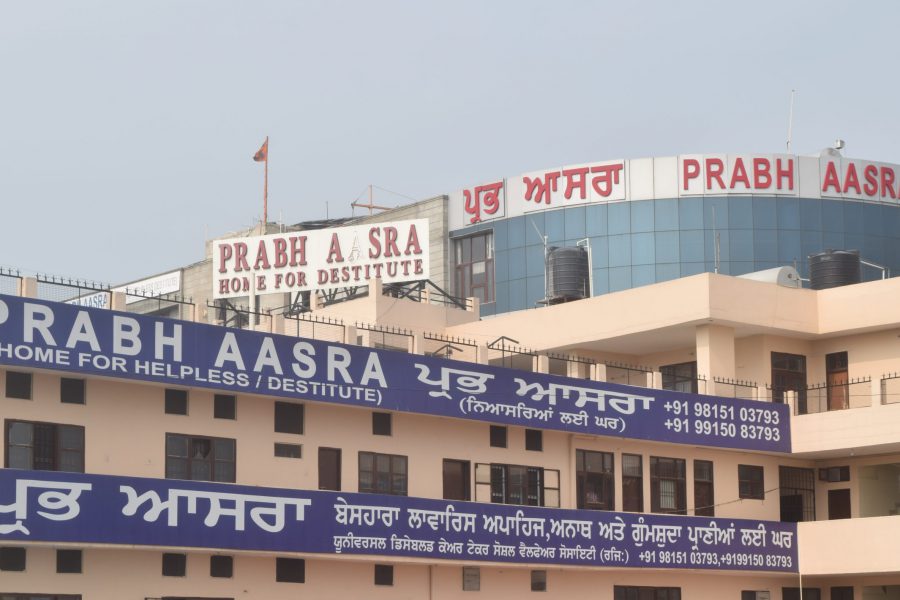 ਪ੍ਰਭ ਆਸਰਾ PRABH AASRA
PRABH AASRA
HOME FOR DESTITUTE
AASRA
PRABH AASRA
(HOME FOR HELPLESS / DESTITUTE)
ਪ੍ਰਭ ਆਸਰਾ
(ਨਿਆਸਰਿਆਂ ਲਈ ਘਰ)
+91 98151 03793
+91 99150 83793
ਪ੍ਰਭ ਆਸਰਾ
ਬੇਸਹਾਰਾ ਲਾਵਾਰਿਸ ਅਪਾਹਿਜ,ਅਨਾਥ ਅਤੇ ਗੁੰਮਸ਼ੁਦਾ ਪ੍ਰਾਣੀਆਂ ਲਈ ਘਰ
ਯੂਨੀਵਰਸਲ ਡਿਸੇਬਲਡ ਕੇਅਰ ਟੇਕਰ ਸੋਸ਼ਲ ਵੈਲਫੇਅਰ ਸੋਸਾਇਟੀ (ਰਜਿ:) +91 98151 03793,+9199150 83793